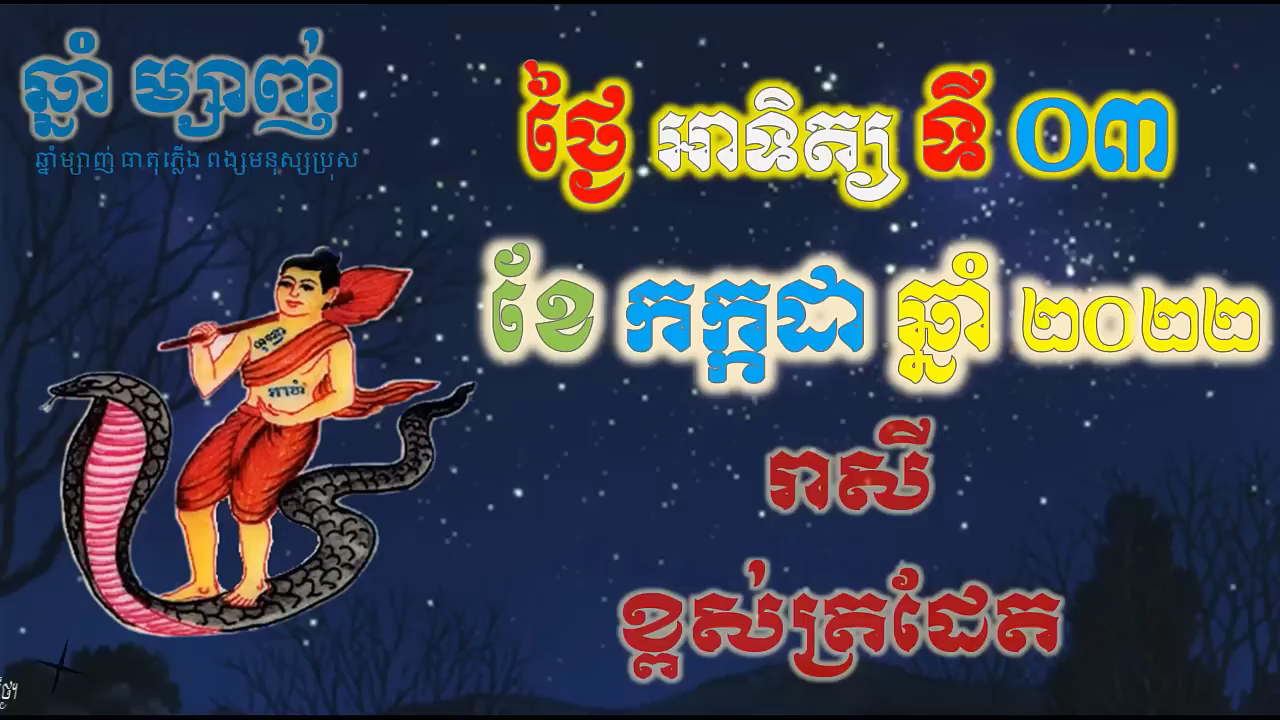 ឆ្នាំ ម្សាញ់
ឆ្នាំម្សាញ់ ធាតុភ្លើង ពង្សមនុស្សប្រុស
ថ្ងៃ អាទិត្យ ទី ០៣
ខែ កក្កដា ឆ្នាំ ២០២២
រាសី
ខ្ពស់ត្រដែត